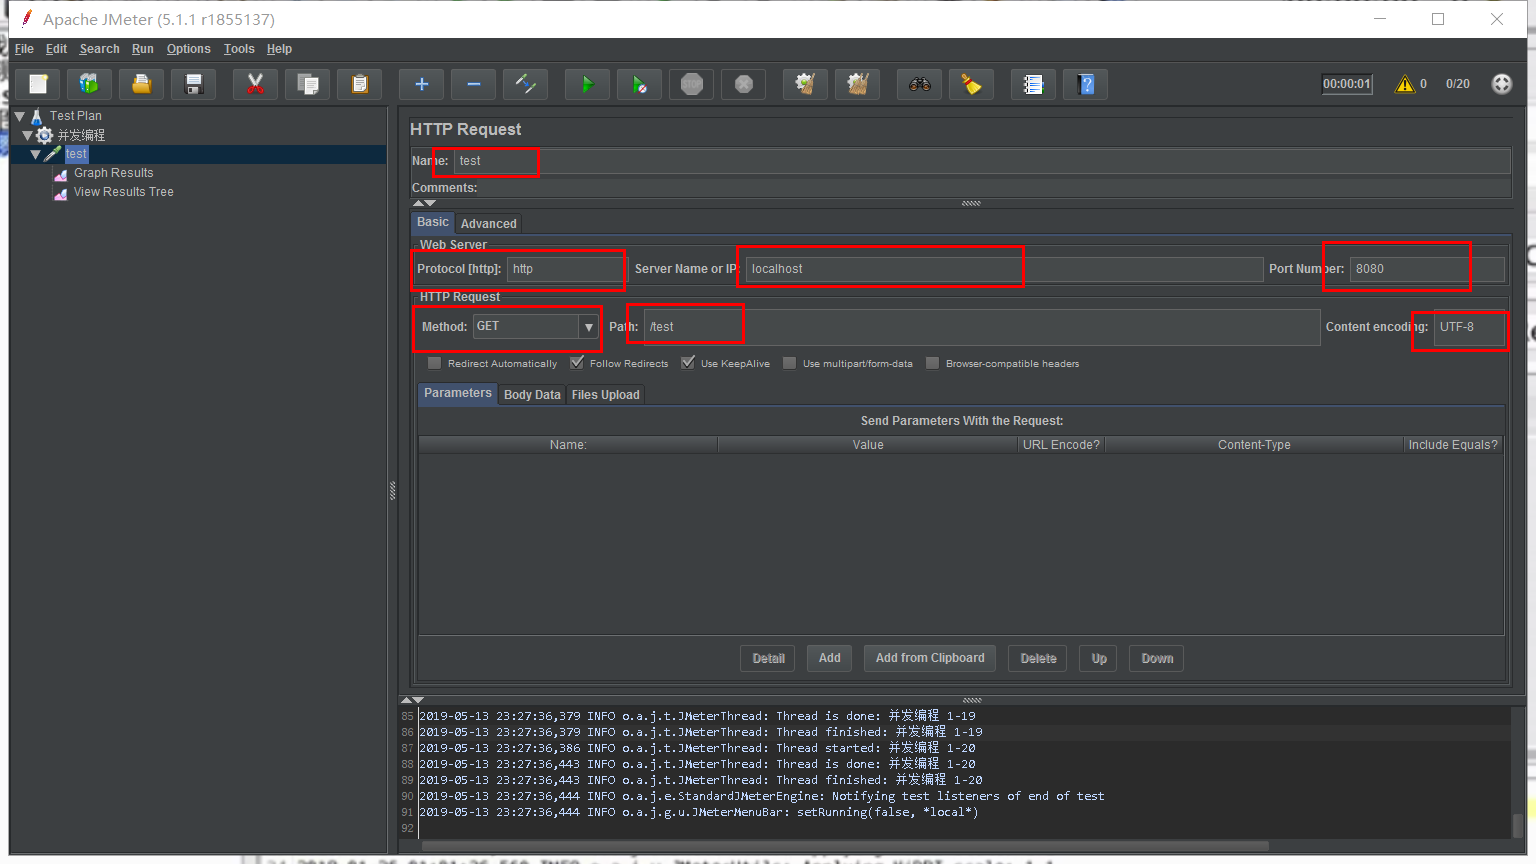 Apache JMeter (5.1.1 r1855137)
File Edit Search Run Options Tools Help
STOP
00:00:01 0 0/20
Test Plan
并发编程
test
Graph Results
View Results Tree
HTTP Request
Name: test
Comments:
Basic Advanced
Web Server
Protocol [http]: http Server Name or IP: localhost Port Number: 8080
HTTP Request
Method: GET Path: /test Content encoding: UTF-8
Redirect Automatically Follow Redirects Use KeepAlive Use multipart/form-data Browser-compatible headers
Parameters Body Data Files Upload
Send Parameters With the Request:
Name: Value URL Encode? Content-Type Include Equals?
Detail Add Add from Clipboard Delete Up Down
85 2019-05-13 23:27:36,379 INFO o.a.j.t.JMeterThread: Thread is done: 并发编程 1-19
86 2019-05-13 23:27:36,379 INFO o.a.j.t.JMeterThread: Thread finished: 并发编程 1-19
87 2019-05-13 23:27:36,386 INFO o.a.j.t.JMeterThread: Thread started: 并发编程 1-20
88 2019-05-13 23:27:36,443 INFO o.a.j.t.JMeterThread: Thread is done: 并发编程 1-20
89 2019-05-13 23:27:36,443 INFO o.a.j.t.JMeterThread: Thread finished: 并发编程 1-20
90 2019-05-13 23:27:36,444 INFO o.a.j.e.StandardJMeterEngine: Notifying test listeners of end of test
91 2019-05-13 23:27:36,444 INFO o.a.j.g.u.JMeterMenuBar: setRunning(false, *local*)
92